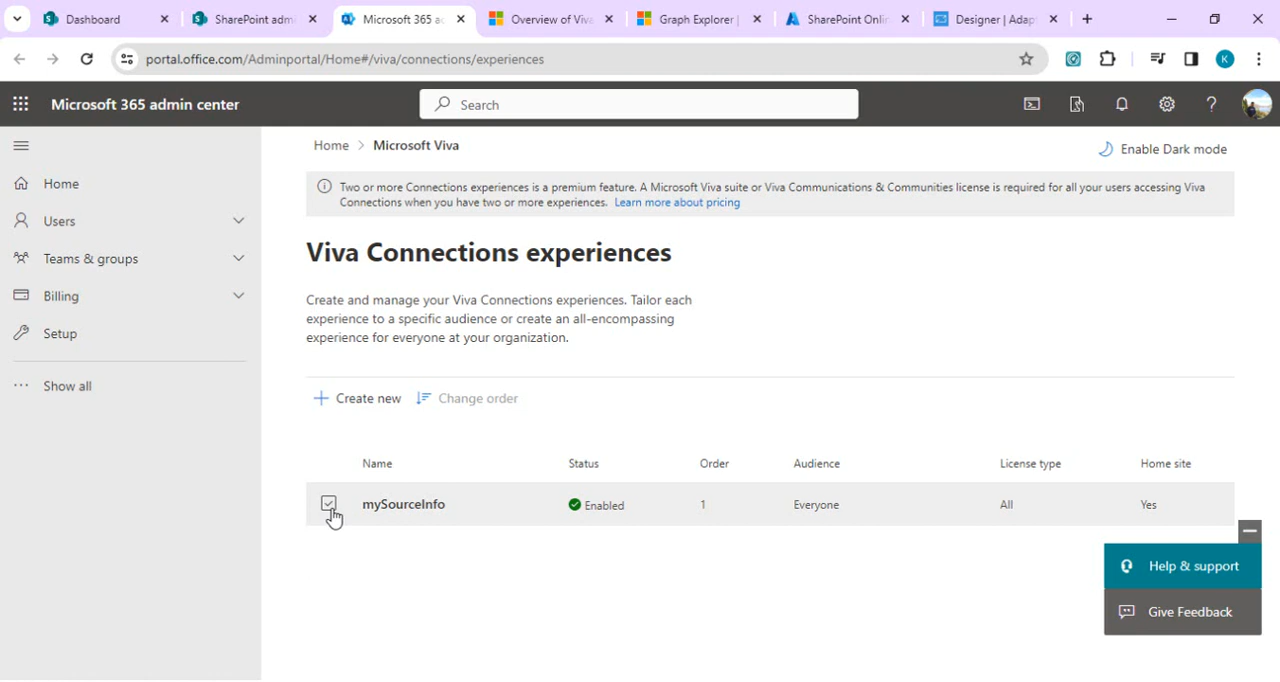 Dashboard
SharePoint adm
Microsoft 365 a
Overview of Viva
Graph Explorer |
SharePoint Onli
Designer | Adap
portal.office.com/Adminportal/Home#/viva/connections/experiences
K
Microsoft 365 admin center
Search
?
Home
Users
Teams & groups
Billing
Setup
Show all
Home > Microsoft Viva
Enable Dark mode
Two or more Connections experiences is a premium feature. A Microsoft Viva suite or Viva Communications & Communities license is required for all your users accessing Viva
Connections when you have two or more experiences. Learn more about pricing
Viva Connections experiences
Create and manage your Viva Connections experiences. Tailor each
experience to a specific audience or create an all-encompassing
experience for everyone at your organization.
Create new
Change order
Name Status Order Audience License type Home site
mySourceInfo Enabled 1 Everyone All Yes
Help & support
Give Feedback